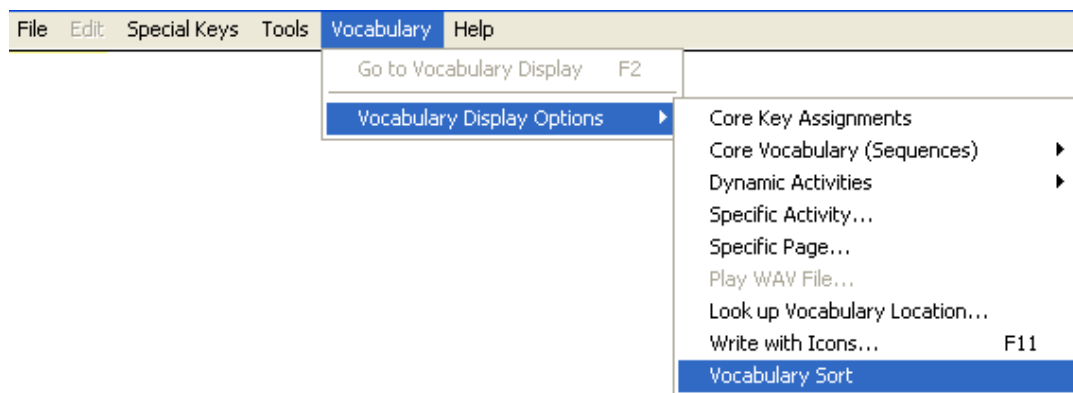 File Edit Special Keys Tools Vocabulary Help
Go to Vocabulary Display F2
Vocabulary Display Options
Core Key Assignments
Core Vocabulary (Sequences)
Dynamic Activities
Specific Activity...
Specific Page...
Play WAV File...
Look up Vocabulary Location...
Write with Icons... F11
Vocabulary Sort